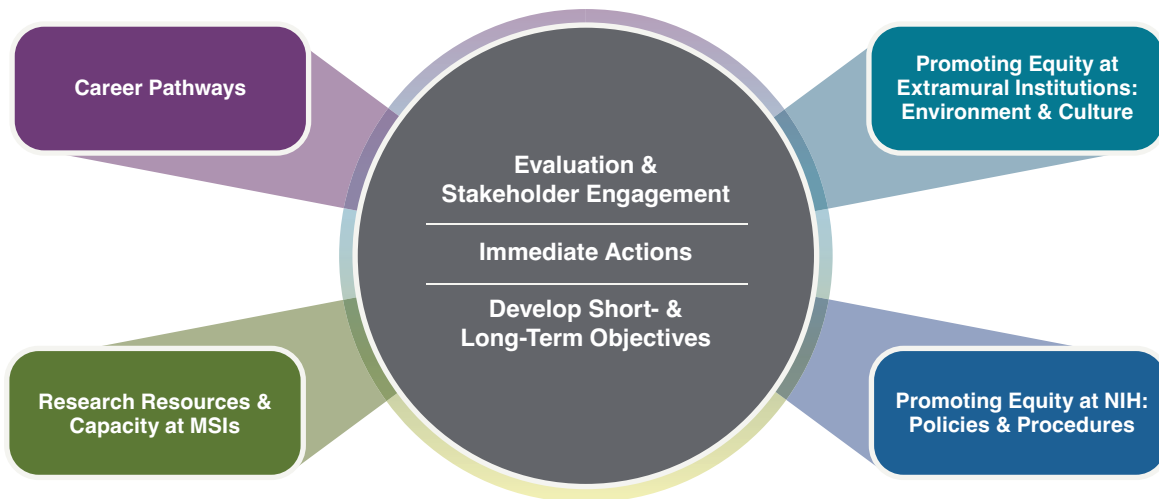 Career Pathways
Promoting Equity at
Extramural Institutions:
Environment & Culture
Evaluation &
Stakeholder Engagement
Immediate Actions
Develop Short- &
Long-Term Objectives
Research Resources &
Capacity at MSIs
Promoting Equity at NIH:
Policies & Procedures